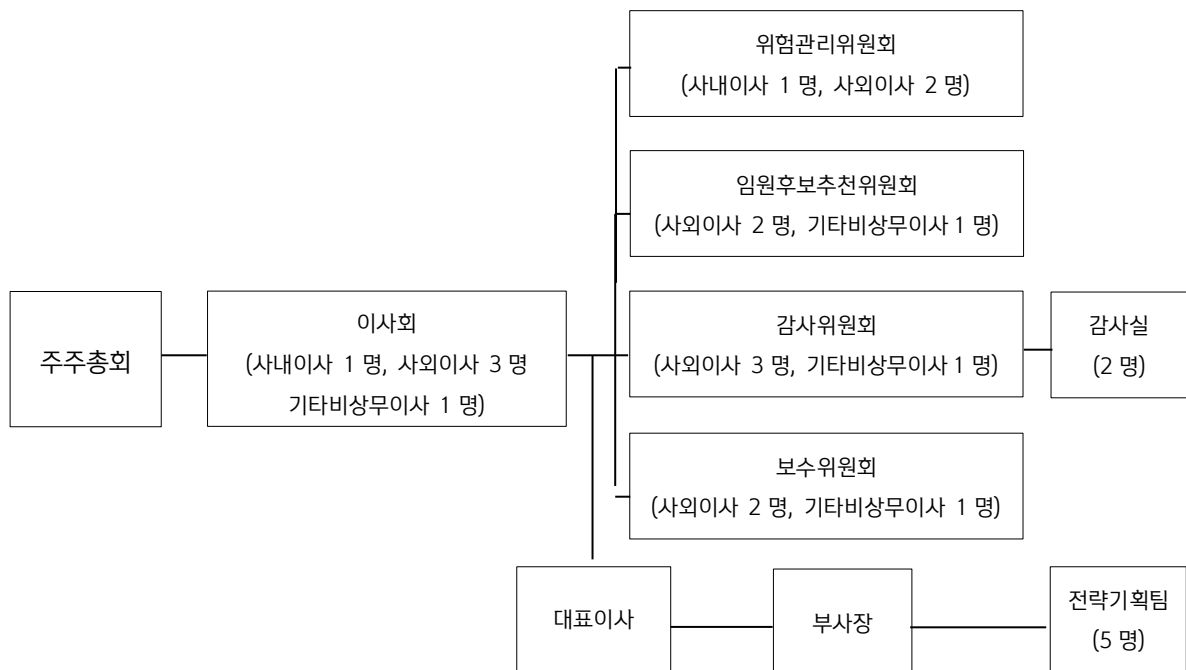 위험관리위원회
(사내이사 1 명, 사외이사 2 명)
임원후보추천위원회
(사외이사 2 명, 기타비상무이사 1 명)
주주총회
이사회
(사내이사 1 명, 사외이사 3 명
기타비상무이사 1 명)
감사위원회
(사외이사 3 명, 기타비상무이사 1 명)
감사실
(2 명)
보수위원회
(사외이사 2 명, 기타비상무이사 1 명)
대표이사
부사장
전략기획팀
(5 명)